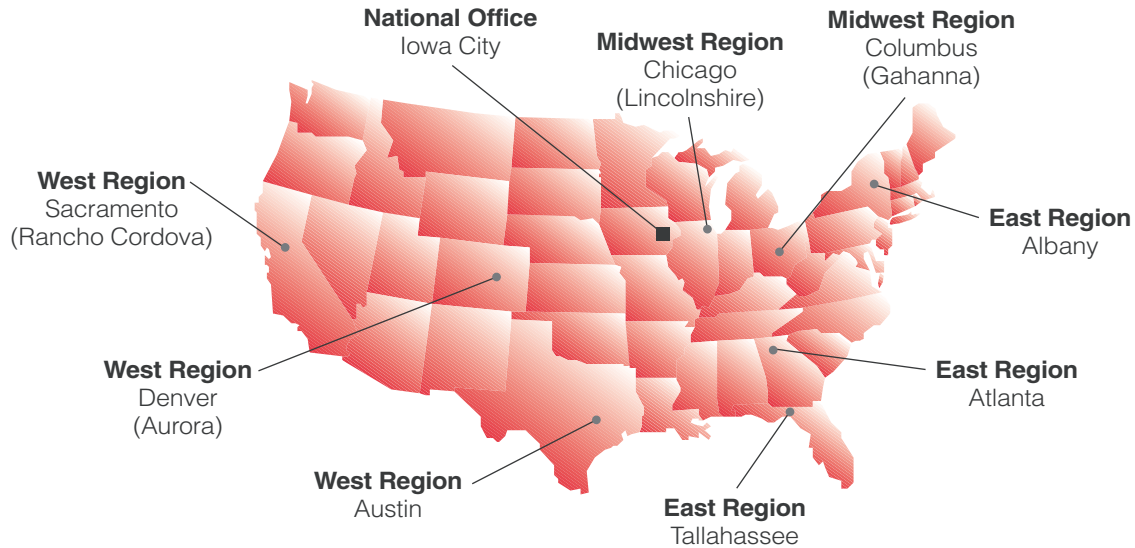 National Office
Iowa City
Midwest Region
Chicago
(Lincolnshire)
Midwest Region
Columbus
(Gahanna)
West Region
Sacramento
(Rancho Cordova)
East Region
Albany
West Region
Denver
(Aurora)
East Region
Atlanta
West Region
Austin
East Region
Tallahassee